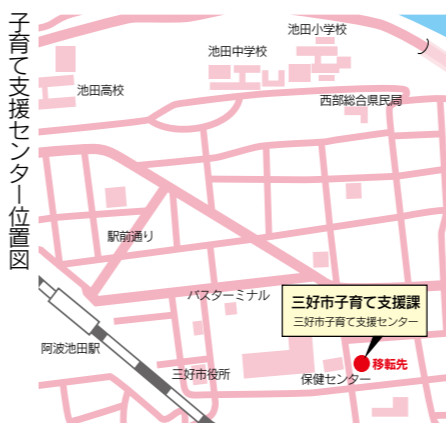 子育て支援センター位置図
池田小学校
池田中学校
池田高校
西部総合県民局
駅前通り
バスターミナル
三好市子育て支援課
三好市子育て支援センター
阿波池田駅
移転先
三好市役所
保健センター